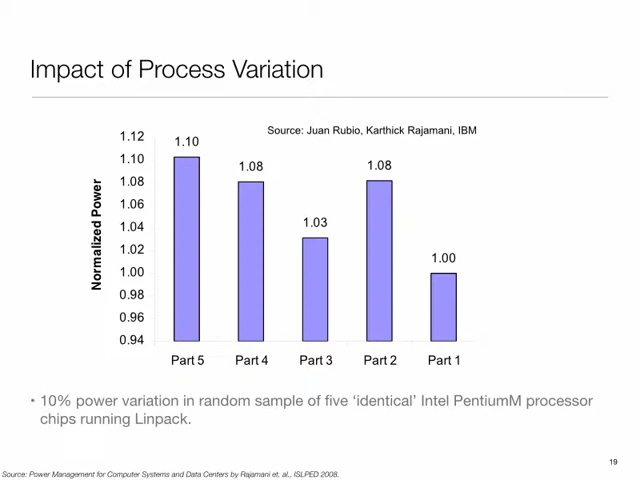 Impact of Process Variation
Source: Juan Rubio, Karthick Rajamani, IBM
Normalized Power
1.12
1.10
1.08
1.06
1.04
1.02
1.00
0.98
0.96
0.94
1.10
1.08
1.03
1.08
1.00
Part 5
Part 4
Part 3
Part 2
Part 1
• 10% power variation in random sample of five ‘identical’ Intel PentiumM processor
chips running Linpack.
19
Source: Power Management for Computer Systems and Data Centers by Rajamani et. al., ISLPED 2008.